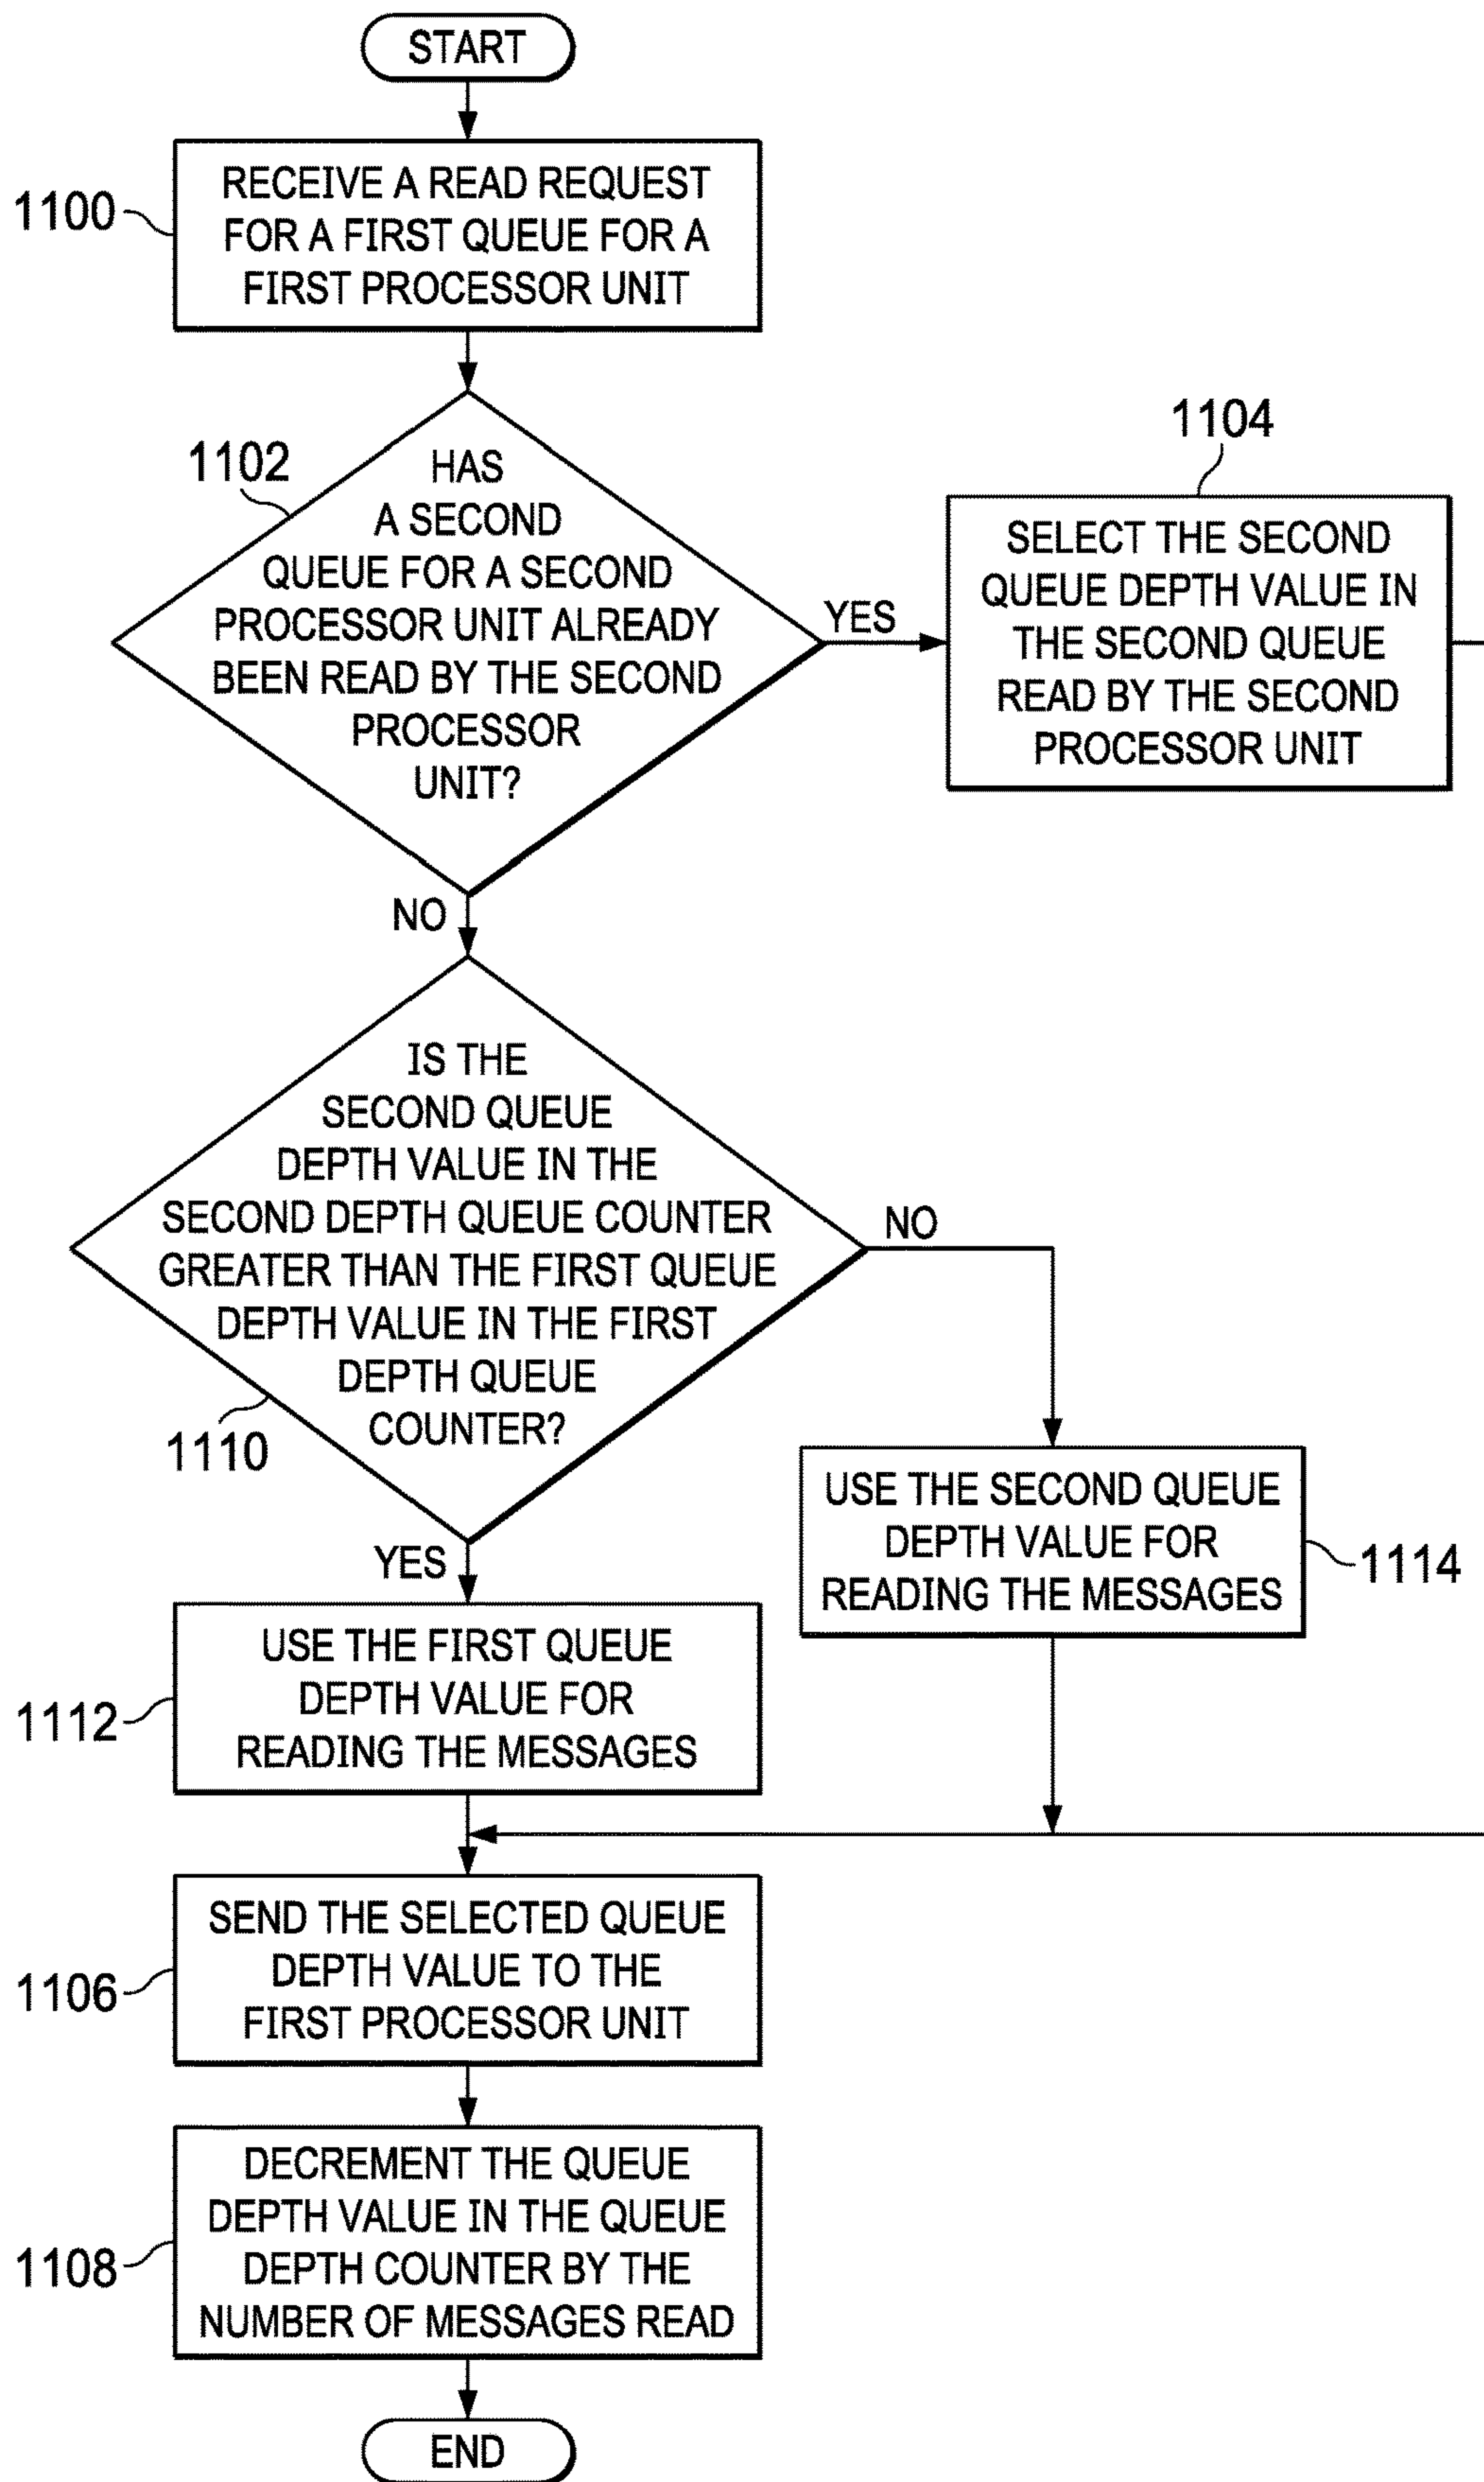 START
1100
RECEIVE A READ REQUEST
FOR A FIRST QUEUE FOR A
FIRST PROCESSOR UNIT
1102
HAS
A SECOND
QUEUE FOR A SECOND
PROCESSOR UNIT ALREADY
BEEN READ BY THE SECOND
PROCESSOR
UNIT?
YES
1104
SELECT THE SECOND
QUEUE DEPTH VALUE IN
THE SECOND QUEUE
READ BY THE SECOND
PROCESSOR UNIT
NO
IS THE
SECOND QUEUE
DEPTH VALUE IN THE
SECOND DEPTH QUEUE COUNTER
GREATER THAN THE FIRST QUEUE
DEPTH VALUE IN THE FIRST
DEPTH QUEUE
COUNTER?
1110
NO
USE THE SECOND QUEUE
DEPTH VALUE FOR
READING THE MESSAGES
1114
YES
USE THE FIRST QUEUE
DEPTH VALUE FOR
READING THE MESSAGES
1112
SEND THE SELECTED QUEUE
DEPTH VALUE TO THE
FIRST PROCESSOR UNIT
1106
DECREMENT THE QUEUE
DEPTH VALUE IN THE QUEUE
DEPTH COUNTER BY THE
NUMBER OF MESSAGES READ
1108
END